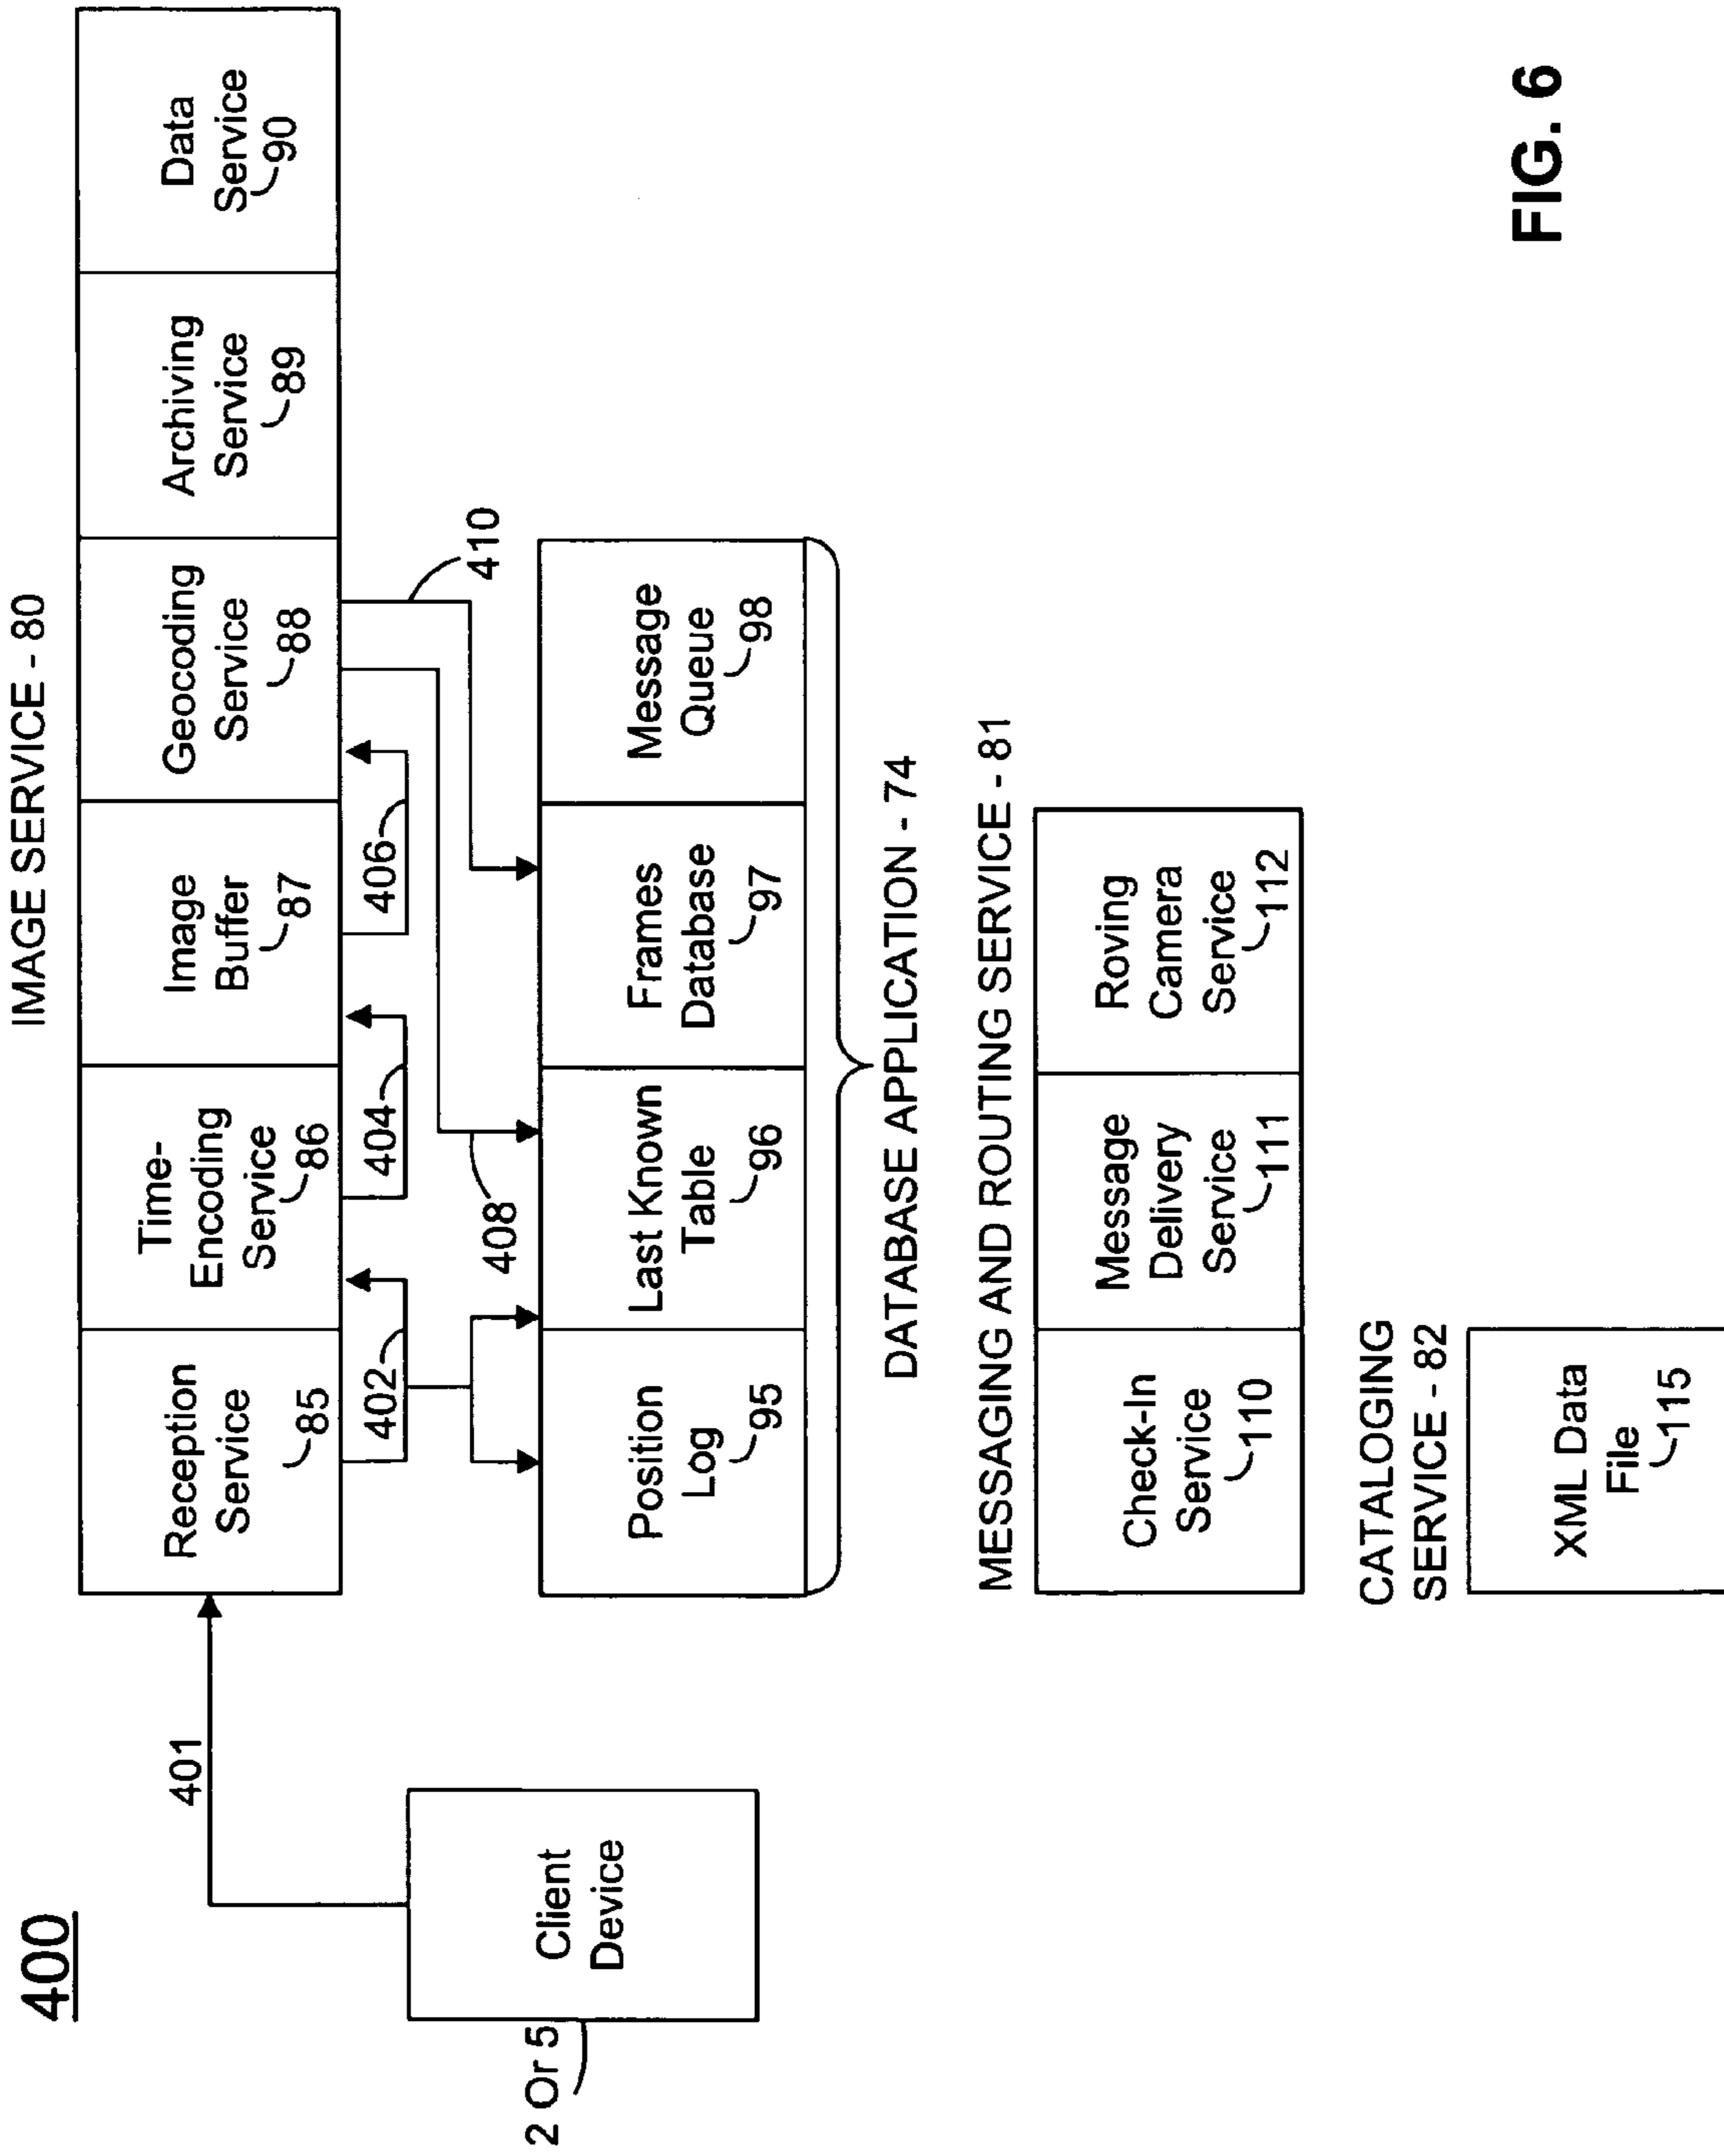 400
IMAGE SERVICE - 80
401
Reception
Service
85
Time-
Encoding
Service
86
Image
Buffer
87
Geocoding
Service
88
Archiving
Service
89
Data
Service
90
402
404
406
408
410
2 Or 5
Client
Device
Position
Log
95
Last Known
Table
96
Frames
Database
97
Message
Queue
98
DATABASE APPLICATION - 74
MESSAGING AND ROUTING SERVICE - 81
Check-In
Service
110
Message
Delivery
Service
111
Roving
Camera
Service
112
CATALOGING
SERVICE - 82
XML Data
File
115
FIG. 6